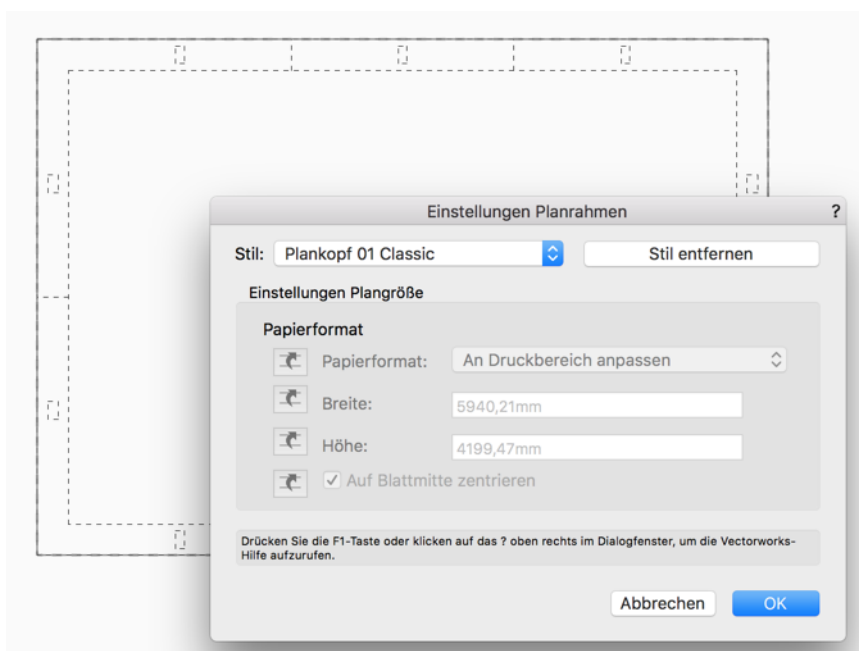 Einstellungen Planrahmen
?
Stil: Plankopf 01 Classic Stil entfernen
Einstellungen Plangröße
Papierformat
Papierformat: An Druckbereich anpassen
Breite: 5940,21mm
Höhe: 4199,47mm
Auf Blattmitte zentrieren
Drücken Sie die F1-Taste oder klicken auf das ? oben rechts im Dialogfenster, um die Vectorworks-
Hilfe aufzurufen.
Abbrechen OK